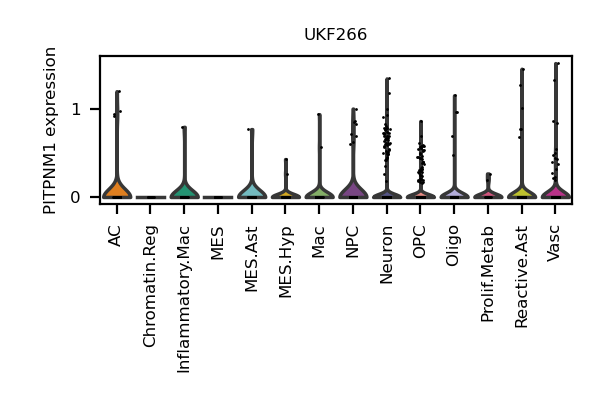 UKF266
PITPNM1 expression
1
0
AC
Chromatin.Reg
Inflammatory.Mac
MES
MES.Ast
MES.Hyp
Mac
NPC
Neuron
OPC
Oligo
Prolif.Metab
Reactive.Ast
Vasc